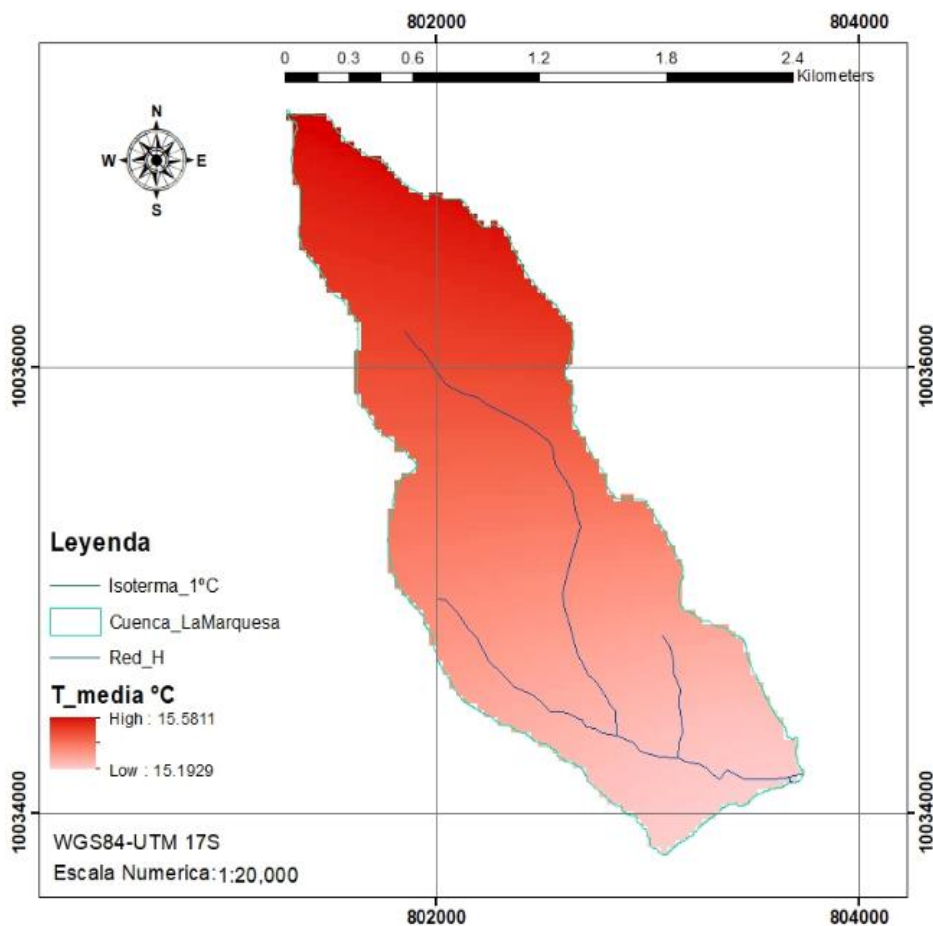 802000 804000
0 0.3 0.6 1.2 1.8 2.4
Kilometers
N
W E
S
10036000 10036000
Leyenda
Isoterma_1ºC
Cuenca_LaMarquesa
Red_H
T_media ºC
High : 15.5811
Low : 15.1929
10034000 10034000
WGS84-UTM 17S
Escala Numerica:1:20,000
802000 804000